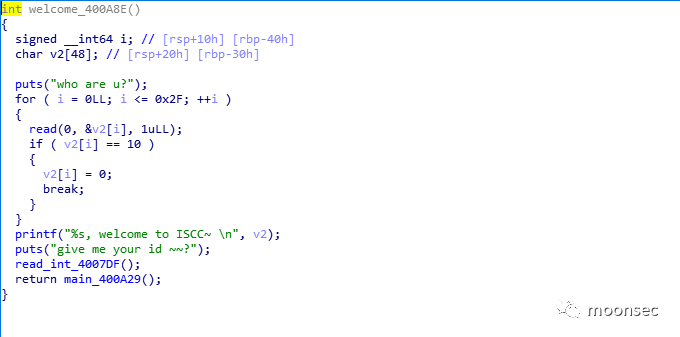 int welcome_400A8E()
{
  signed __int64 i; // [rsp+10h] [rbp-40h]
  char v2[48]; // [rsp+20h] [rbp-30h]

  puts("who are u?");
  for ( i = 0LL; i <= 0x2F; ++i )
  {
    read(0, &v2[i], 1uLL);
    if ( v2[i] == 10 )
    {
      v2[i] = 0;
      break;
    }
  }
  printf("%s, welcome to ISCC~ \n", v2);
  puts("give me your id ~~?");
  read_int_4007DF();
  return main_400A29();
}
moonsec